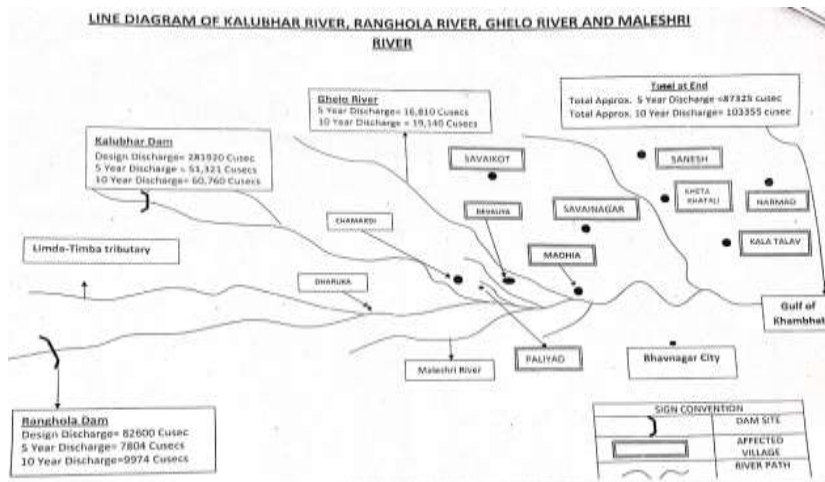 LINE DIAGRAM OF KALUBHAR RIVER, RANGHOLA RIVER, GHELO RIVER AND MALESHRI
RIVER
Ghelo River
5 Year Discharge= 16,810 Cusecs
10 Year Discharge = 19,140 Cusecs
Total at End
Total Approx. 5 Year Discharge =87325 cusec
Total Approx. 10 Year Discharge= 103355 cusec
Kalubhar Dam
Design Discharge= 281920 Cusec
5 Year Discharge = 51,321 Cusecs
10 Year Discharge= 60,760 Cusecs
SAVAIKOT
SANESH
KHETA
KHATALI
NARMAD
CHAMARDI
DEVALIYA
SAVAINAGAR
KALA TALAV
Limda-Timba tributary
MADHIA
DHARUKA
Gulf of
Khambhat
Maleshri River
PALIYAD
Bhavnagar City
Ranghola Dam
Design Discharge= 82600 Cusec
5 Year Discharge= 7804 Cusecs
10 Year Discharge=9974 Cusecs
SIGN CONVENTION
DAM SITE
AFFECTED
VILLAGE
RIVER PATH